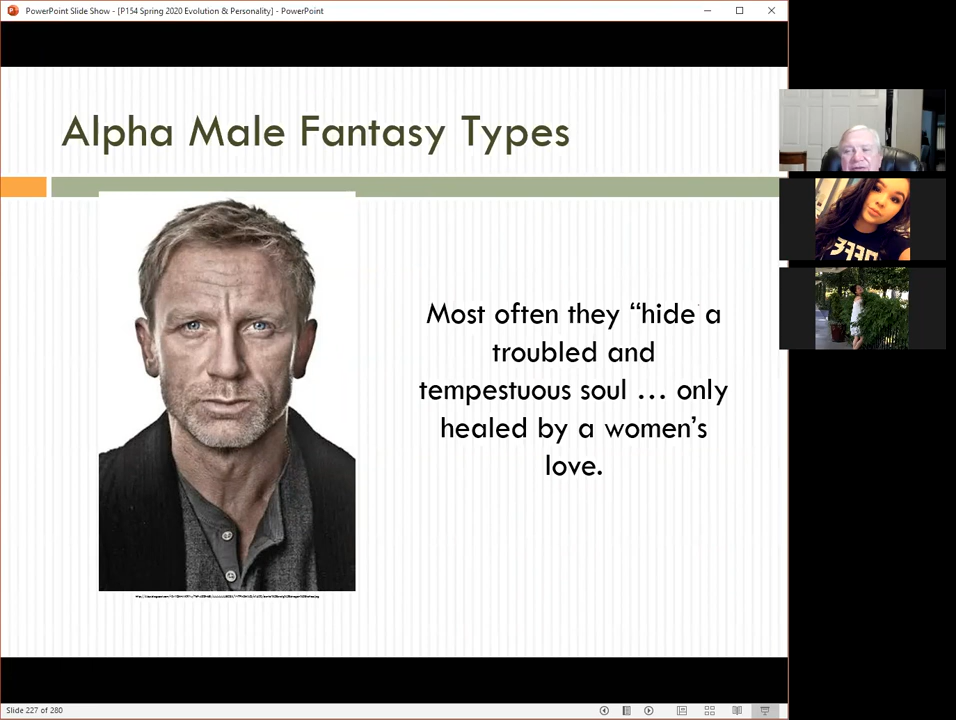 PowerPoint Slide Show - [P154 Spring 2020 Evolution & Personality] - PowerPoint
Alpha Male Fantasy Types
Most often they “hide a
troubled and
tempestuous soul … only
healed by a women’s
love.
Slide 227 of 280